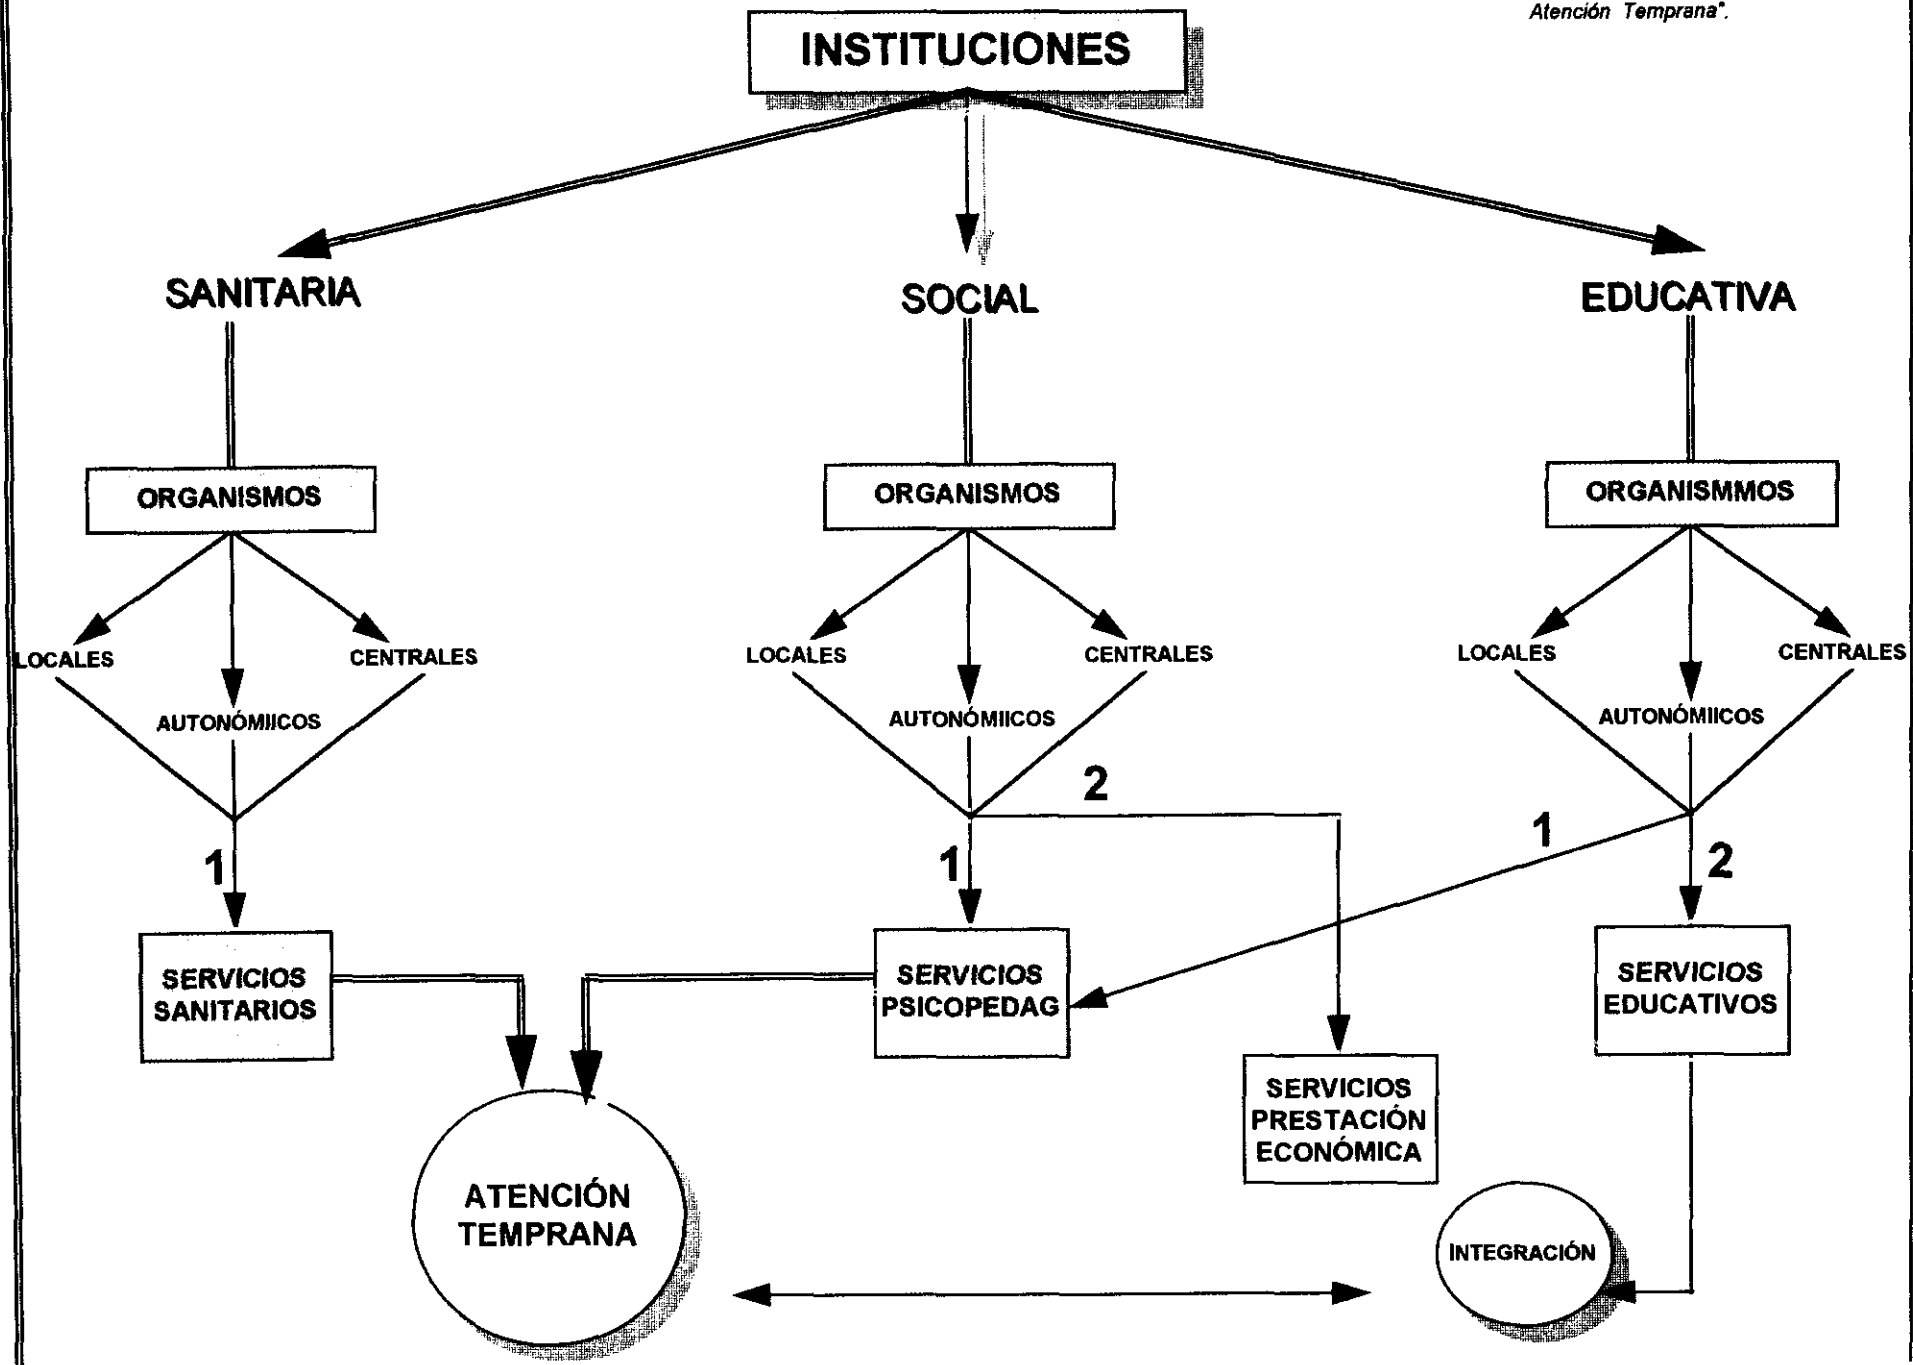 Atención Temprana".
INSTITUCIONES
SANITARIA
SOCIAL
EDUCATIVA
ORGANISMOS
ORGANISMOS
ORGANISMMOS
LOCALES
CENTRALES
LOCALES
CENTRALES
LOCALES
CENTRALES
AUTONÓMIICOS
AUTONÓMIICOS
AUTONÓMIICOS
2
1
1
1
2
SERVICIOS
SANITARIOS
SERVICIOS
PSICOPEDAG
SERVICIOS
EDUCATIVOS
SERVICIOS
PRESTACIÓN
ECONÓMICA
ATENCIÓN
TEMPRANA
INTEGRACIÓN